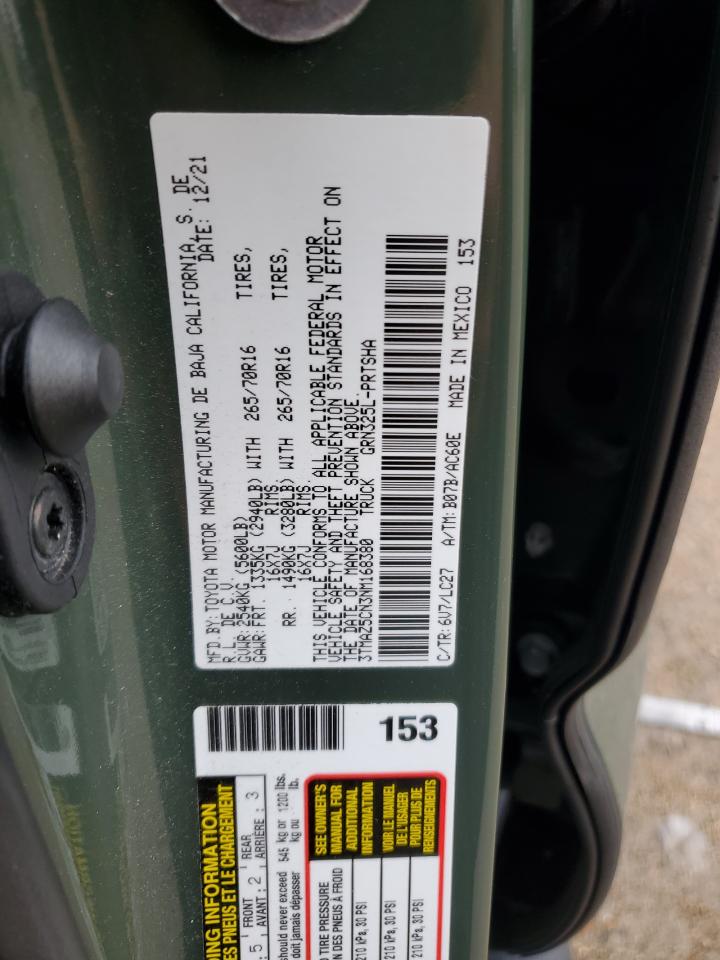 MFD.BY:TOYOTA MOTOR MANUFACTURING DE BAJA CALIFORNIA, S. DE
R.L. DE C.V. DATE: 12/21
GVWR:2540KG (5600LB)
GAWR:FRT. 1335KG (2940LB) WITH 265/70R16 TIRES,
16X7J RIMS.
RR. 1490KG (3280LB) WITH 265/70R16 TIRES,
16X7J RIMS.
THIS VEHICLE CONFORMS TO ALL APPLICABLE FEDERAL MOTOR
VEHICLE SAFETY AND THEFT PREVENTION STANDARDS IN EFFECT ON
THE DATE OF MANUFACTURE SHOWN ABOVE.
3TMAZ5CN3NM168380 TRUCK GRN325L-PRTSHA
C/TR:6V7/LC27 A/TM:B07B/AC60E MADE IN MEXICO 153
153
DING INFORMATION
ES PNEUS ET LE CHARGEMENT
: 5 FRONT : 2 REAR : 3
AVANT ARRIÈRE
should never exceed 545 kg or 1200 lbs.
doit jamais dépasser kg ou lb.
D TIRE PRESSURE
ON DES PNEUS À FROID
210 kPa, 30 PSI
210 kPa, 30 PSI
210 kPa, 30 PSI
SEE OWNER'S
MANUAL FOR
ADDITIONAL
INFORMATION
VOIR LE MANUEL
DE L'USAGER
POUR PLUS DE
RENSEIGNEMENTS